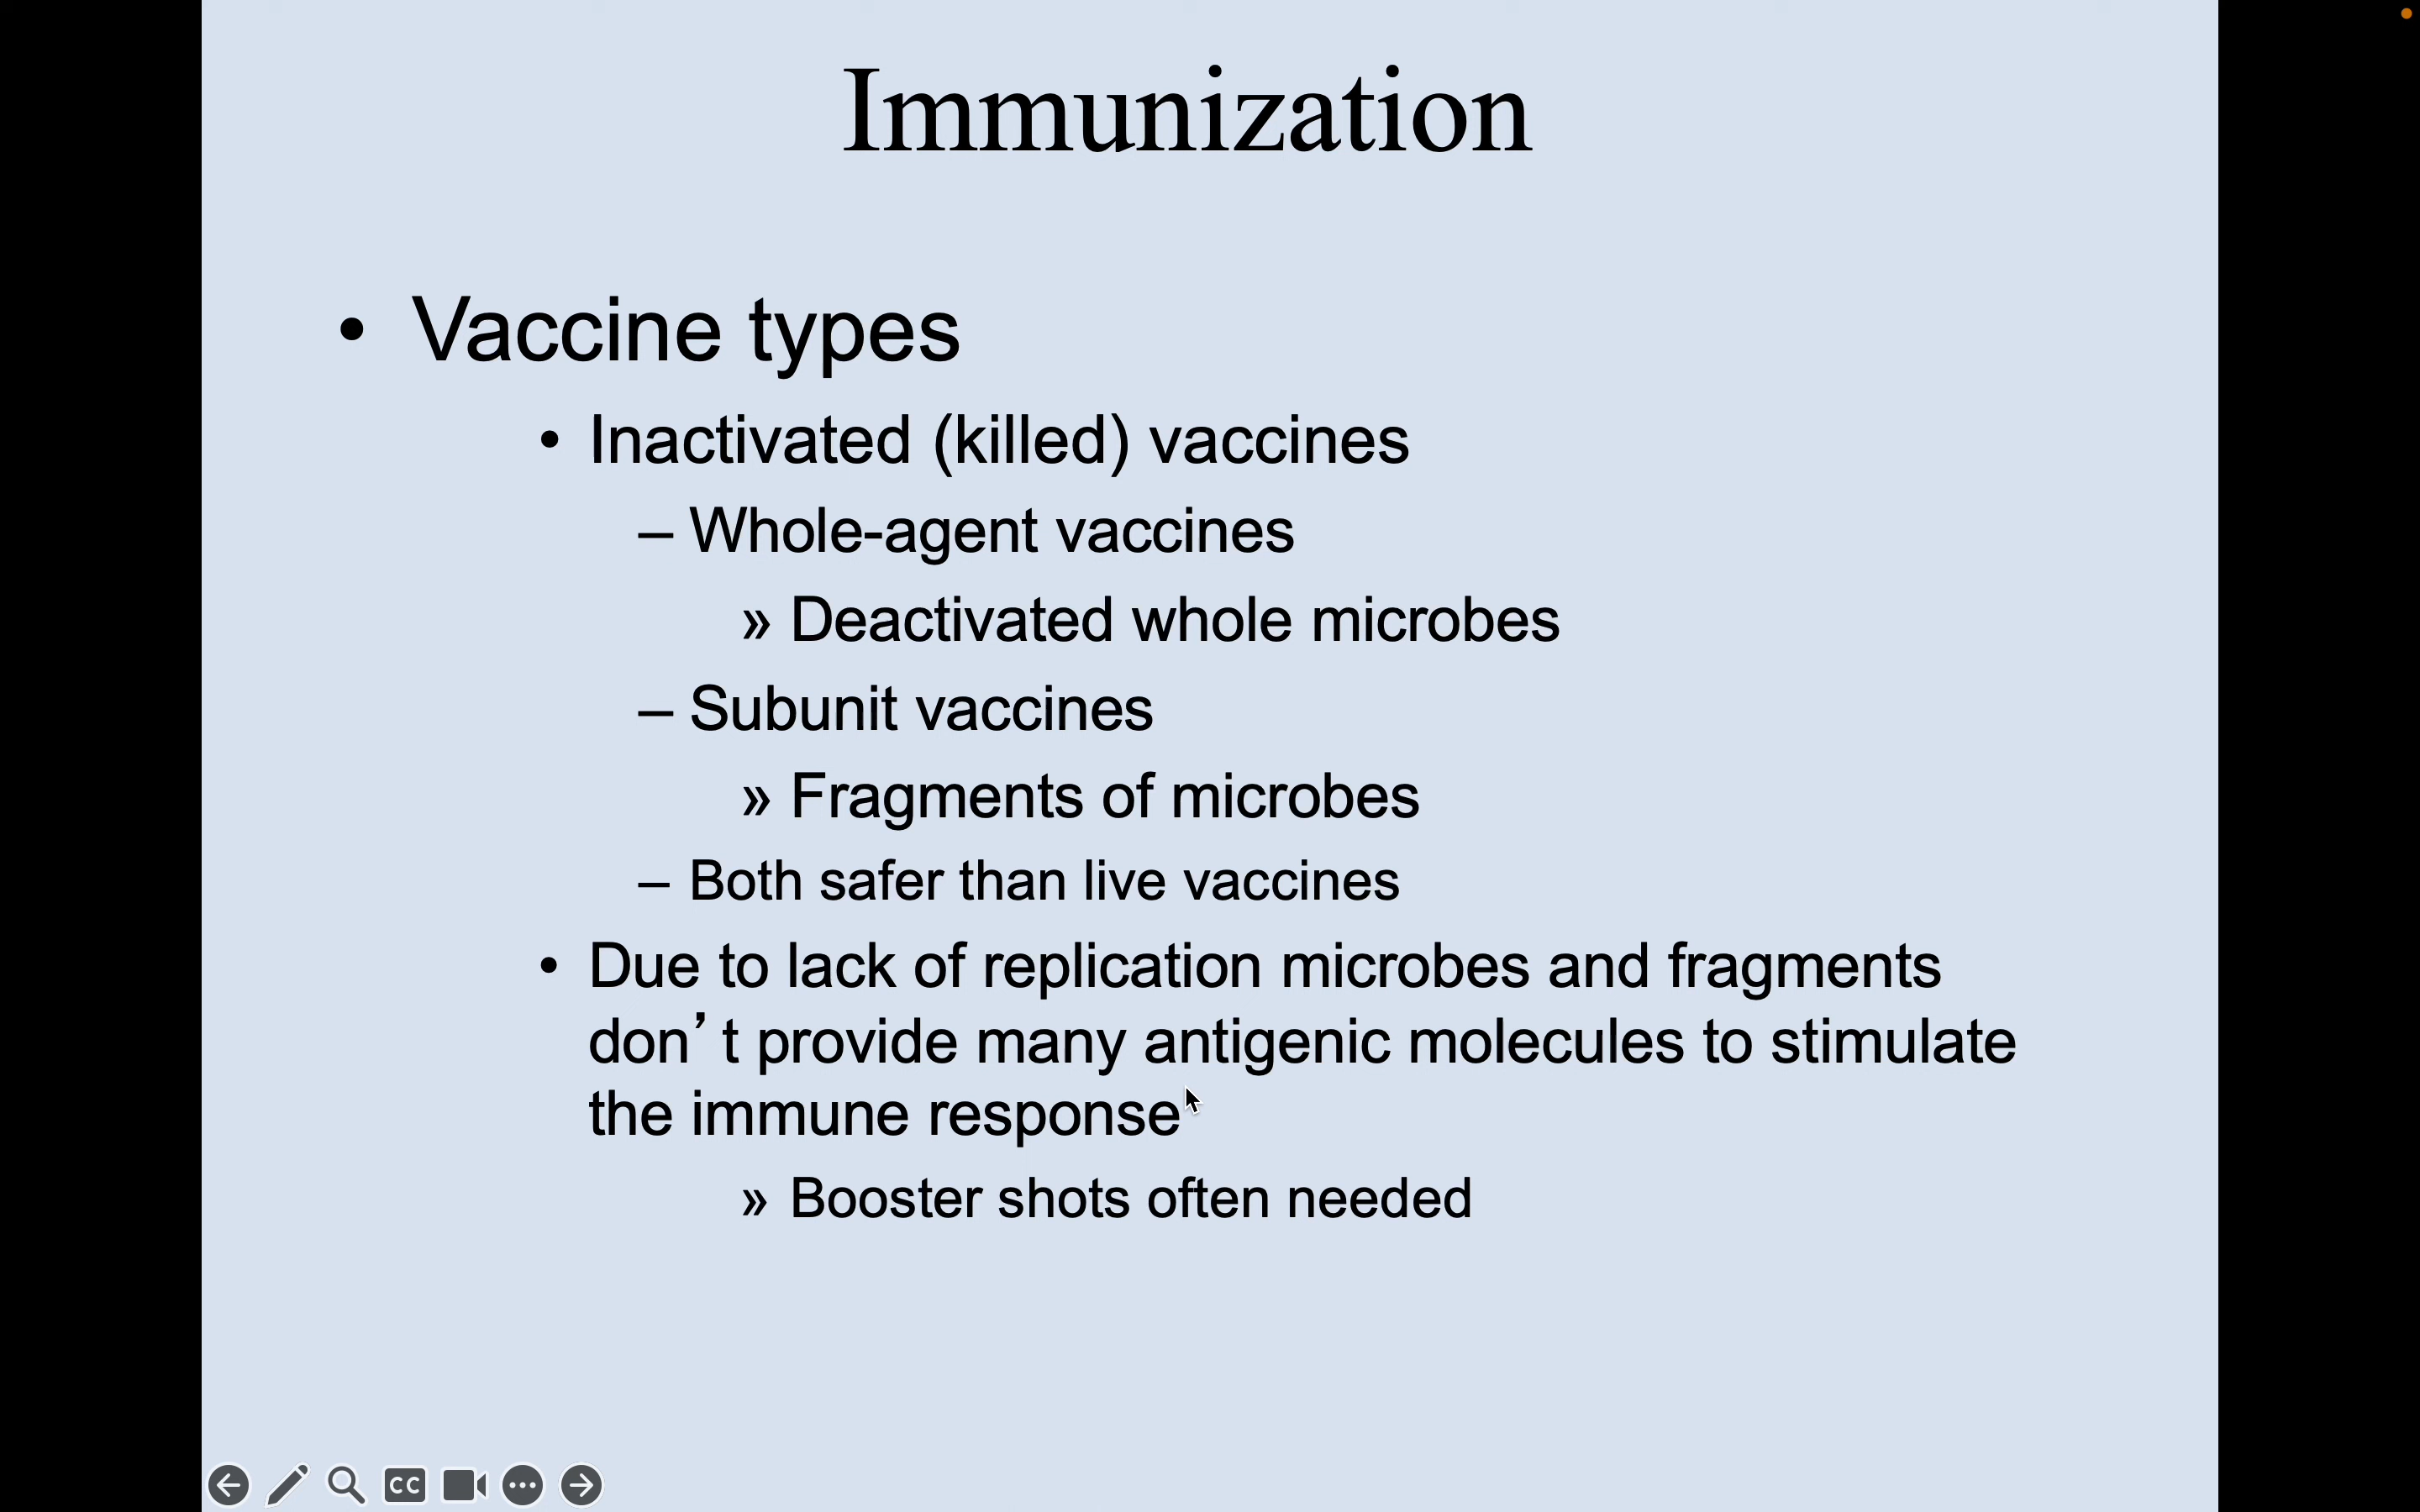 Immunization
• Vaccine types
• Inactivated (killed) vaccines
– Whole-agent vaccines
» Deactivated whole microbes
– Subunit vaccines
» Fragments of microbes
– Both safer than live vaccines
• Due to lack of replication microbes and fragments
don’ t provide many antigenic molecules to stimulate
the immune response
» Booster shots often needed
CC